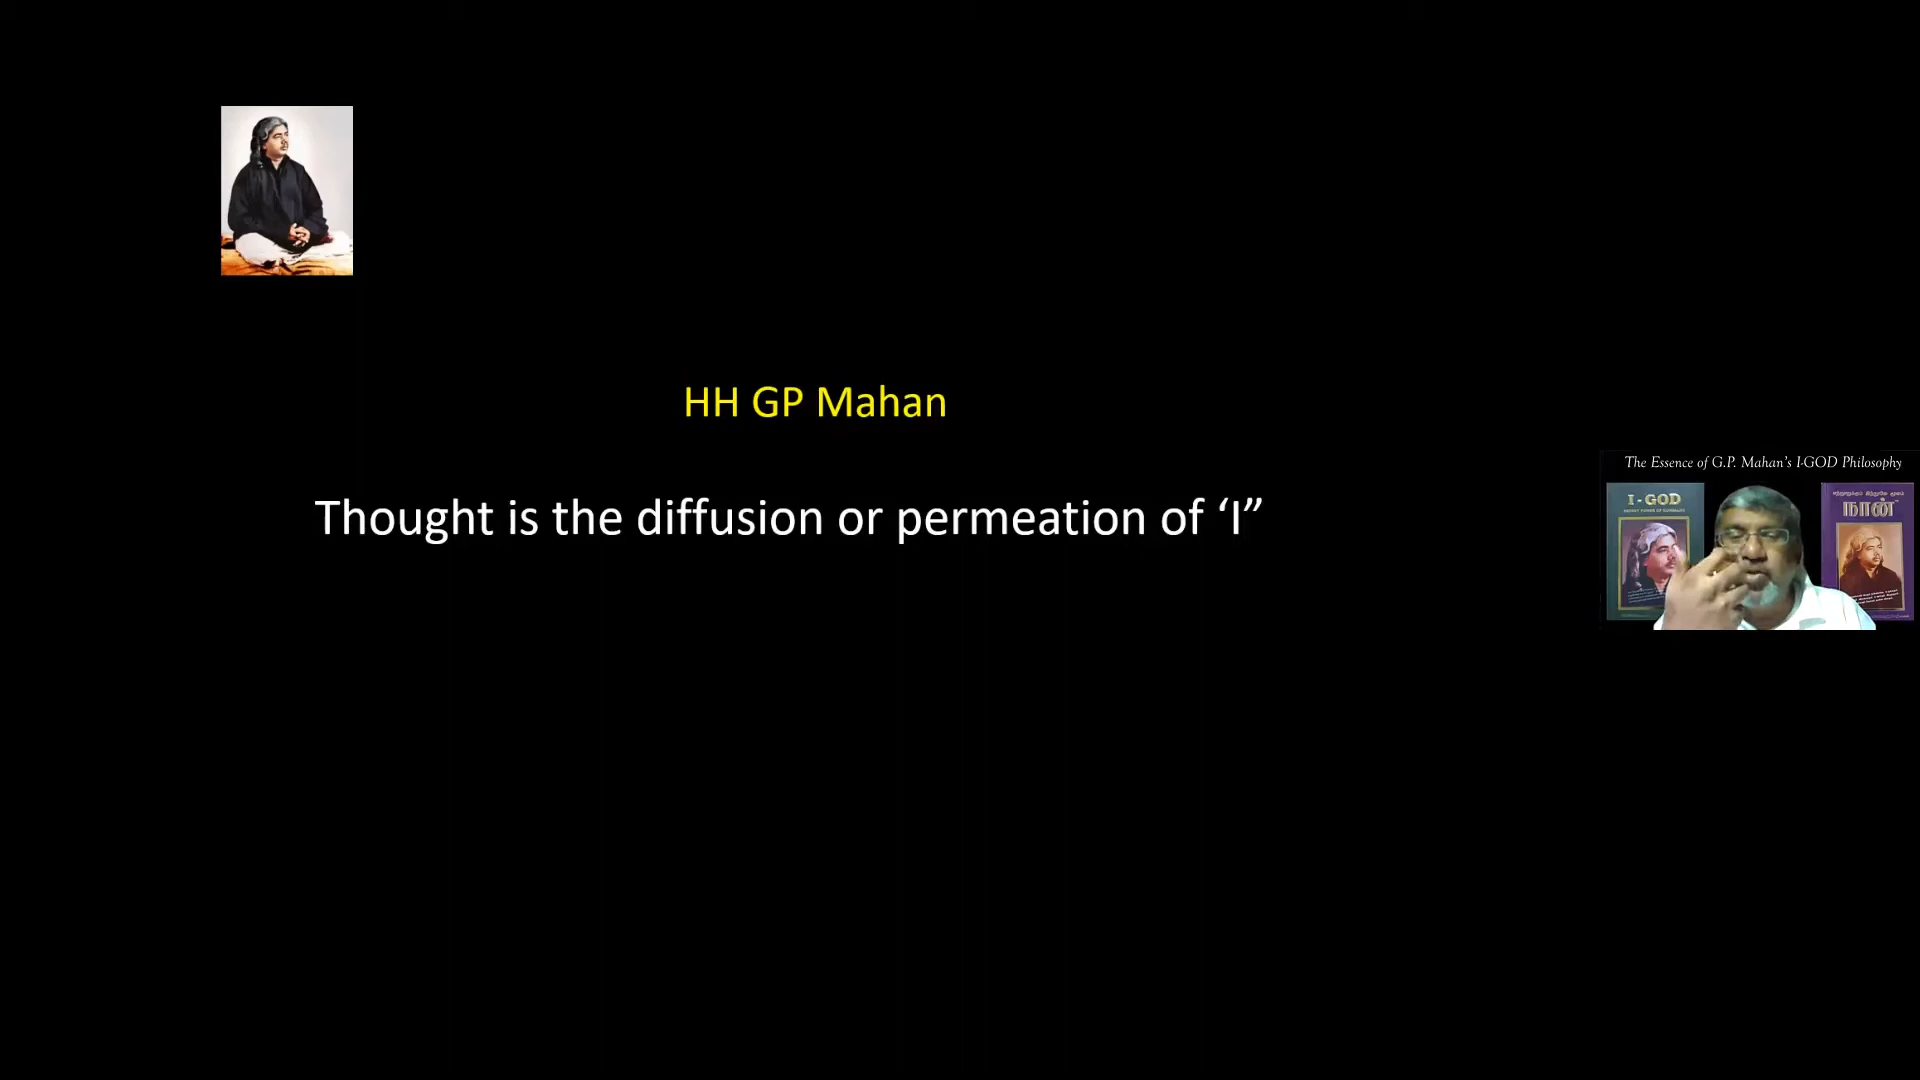 HH GP Mahan
Thought is the diffusion or permeation of ‘I”
The Essence of G.P. Mahan’s I-GOD Philosophy
I - GOD
நான்